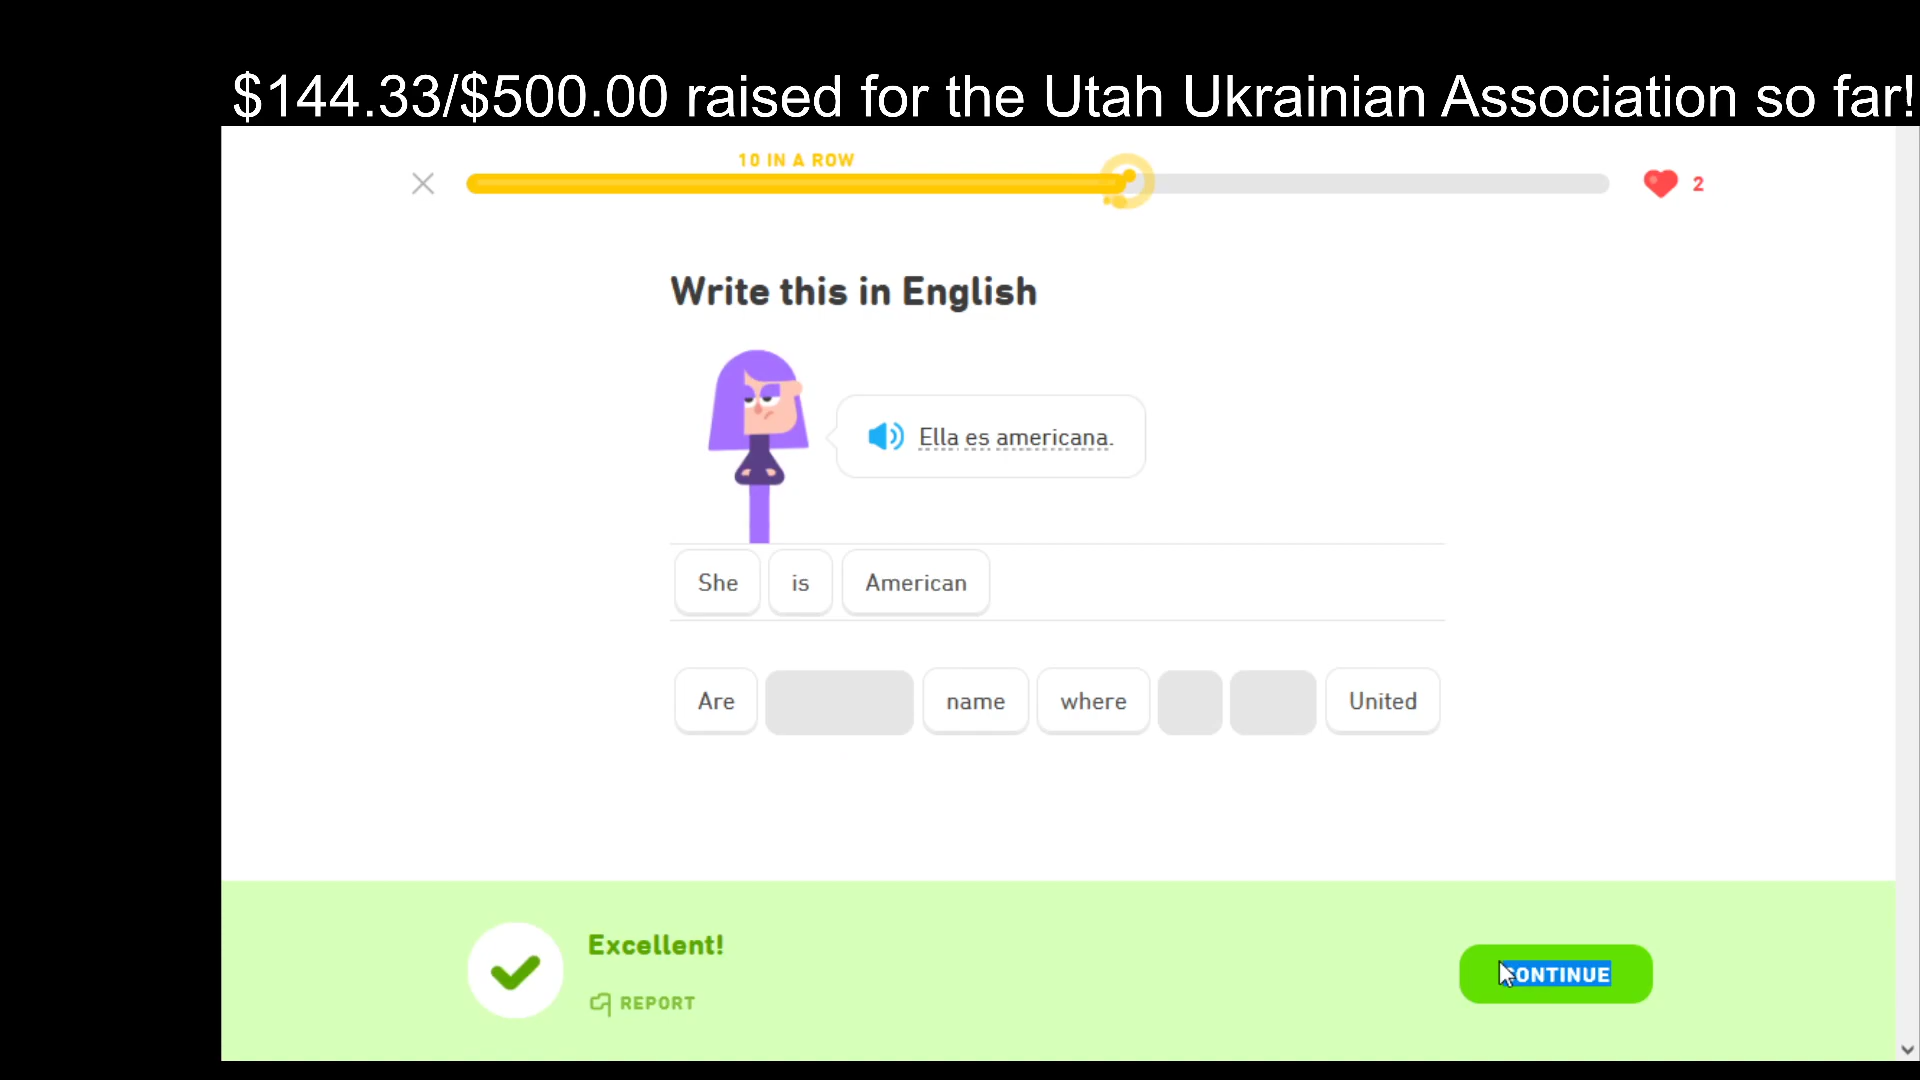 $144.33/$500.00 raised for the Utah Ukrainian Association so far!
10 IN A ROW
2
Write this in English
Ella es americana.
She is American
Are name where United
Excellent!
REPORT
CONTINUE